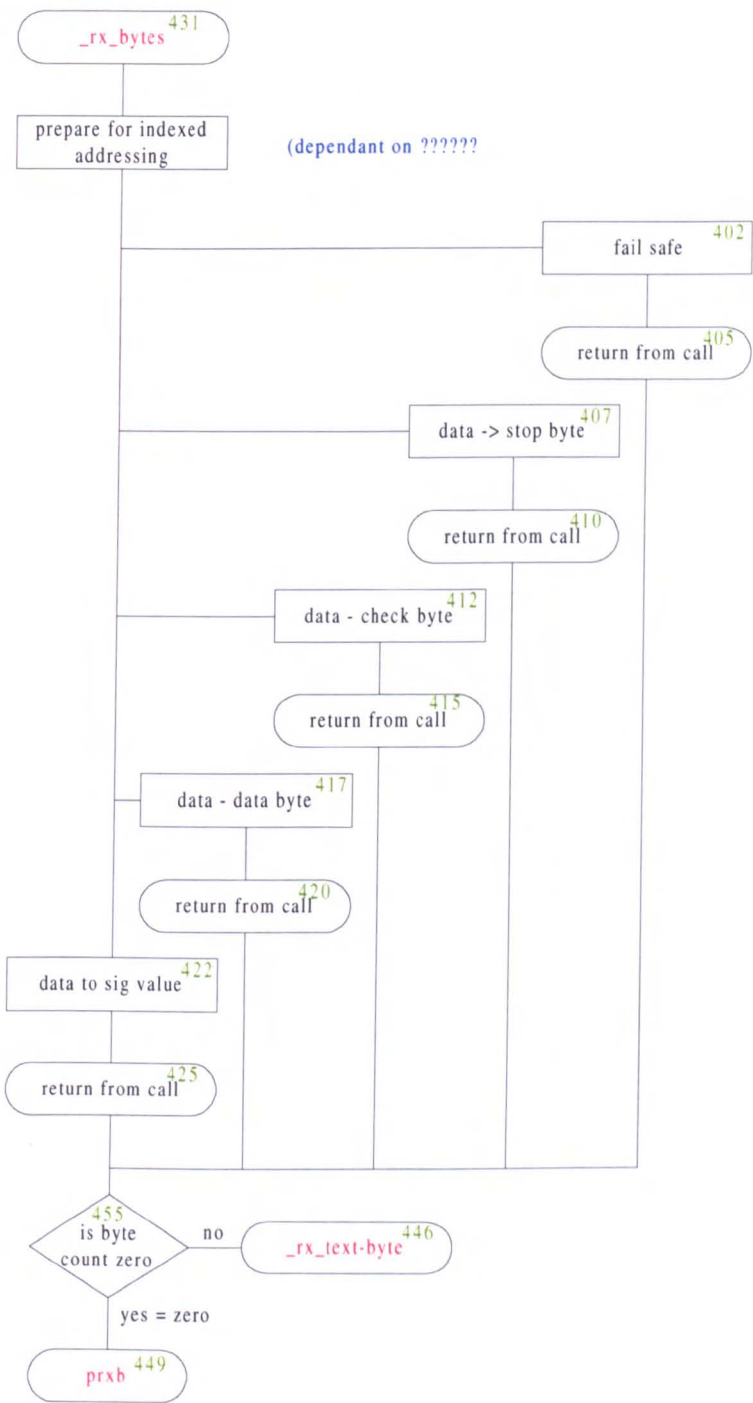 431
_rx_bytes
prepare for indexed
addressing
(dependant on ??????
402
fail safe
405
return from call
407
data -> stop byte
410
return from call
412
data - check byte
415
return from call
417
data - data byte
420
return from call
422
data to sig value
425
return from call
455
is byte
count zero
no
446
_rx_text-byte
yes = zero
449
prxb